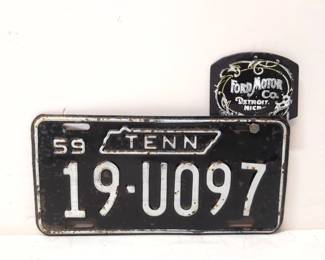 FORD MOTOR
Co.
DETROIT
MICH.
59 TENN
19-U097